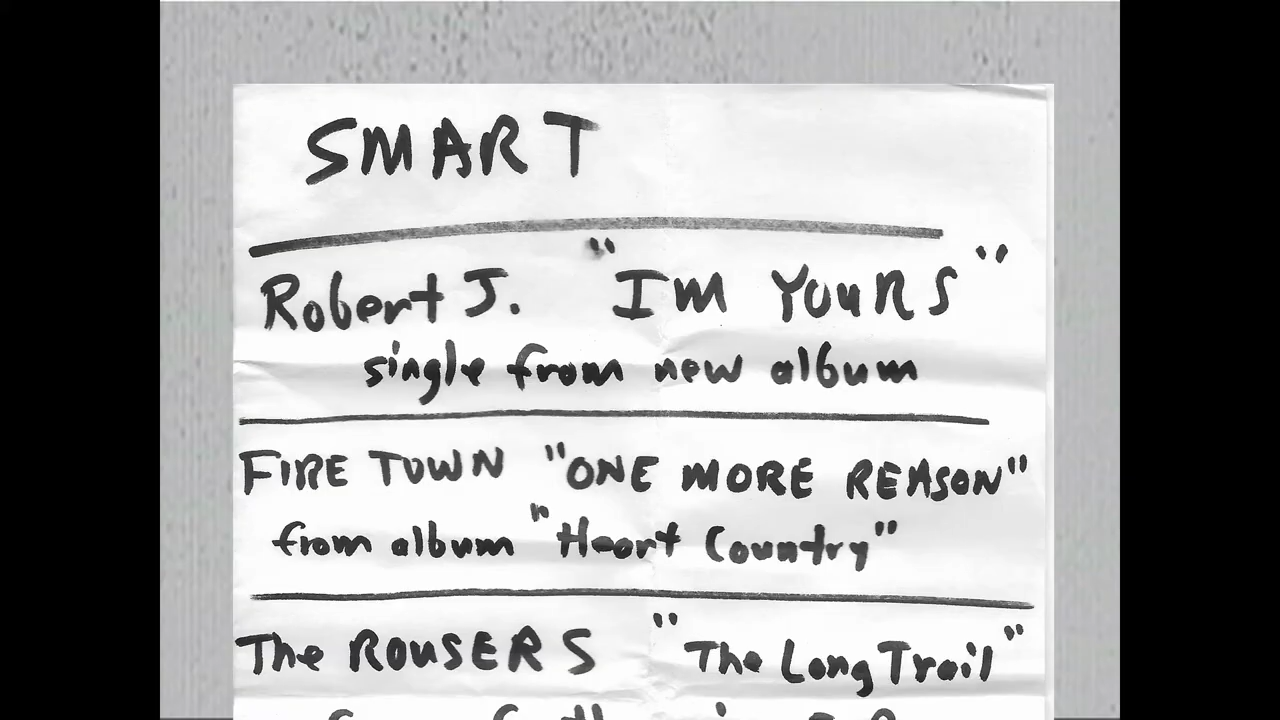 SMART
Robert J. "IM YOURS"
single from new album
FIRE TOWN "ONE MORE REASON"
from album "Heart Country"
The ROUSERS "The Long Trail"